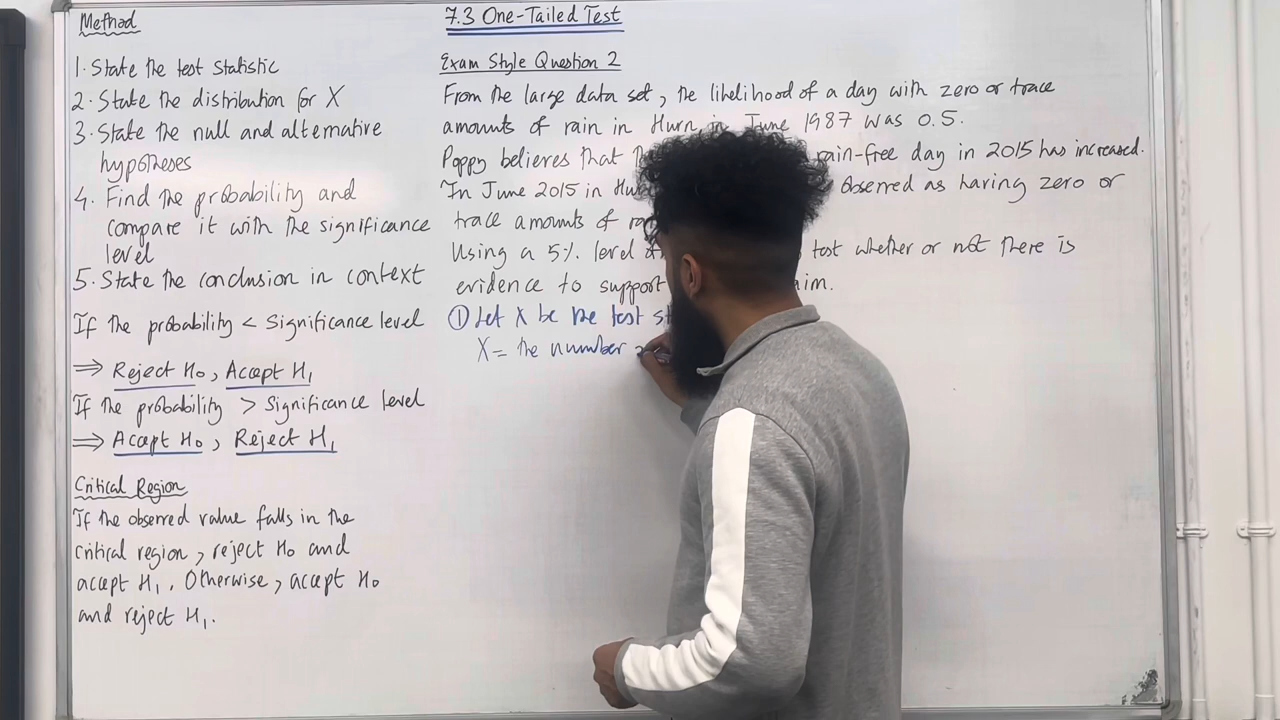 Method
1. State the test statistic
2. State the distribution for X
3. State the null and alternative
hypotheses
4. Find the probability and
compare it with the significance
level
5. State the conclusion in context
If the probability < Significance level
⇒ Reject H₀, Accept H₁
If the probability > Significance level
⇒ Accept H₀, Reject H₁
Critical Region
If the observed value falls in the
critical region, reject H₀ and
accept H₁. Otherwise, accept H₀
and reject H₁.
7.3 One-Tailed Test
Exam Style Question 2
From the large data set, the likelihood of a day with zero or trace
amounts of rain in Hurn in June 1987 was 0.5.
Poppy believes that rain-free day in 2015 has increased.
In June 2015 in observed as having zero or
trace amounts of
Using a 5% level test whether or not there is
evidence to support
① Let X be the test
X = the number